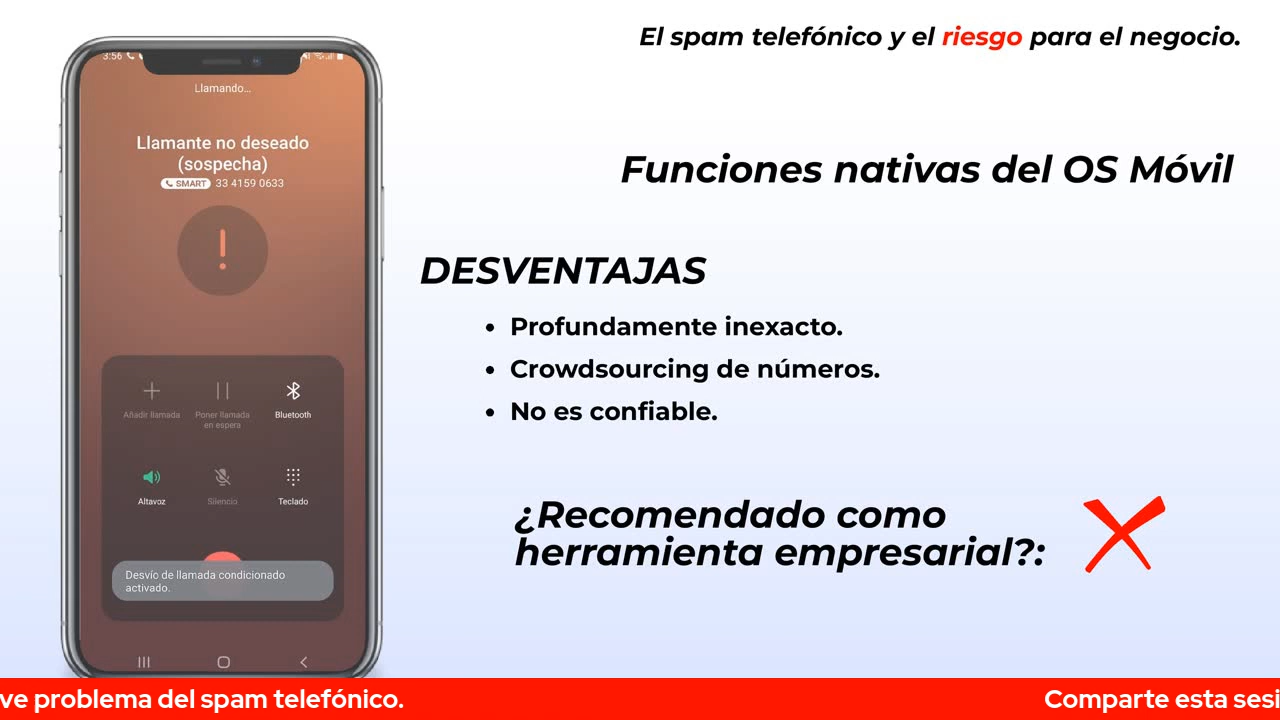 El spam telefónico y el riesgo para el negocio.
3:56
Llamando...
Llamante no deseado
(sospecha)
SMART 33 4159 0633
Funciones nativas del OS Móvil
DESVENTAJAS
• Profundamente inexacto.
• Crowdsourcing de números.
• No es confiable.
Añadir llamada
Poner llamada
en espera
Bluetooth
Altavoz
Silencio
Teclado
¿Recomendado como
herramienta empresarial?:
Desvío de llamada condicionado
activado.
ve problema del spam telefónico.
Comparte esta sesi